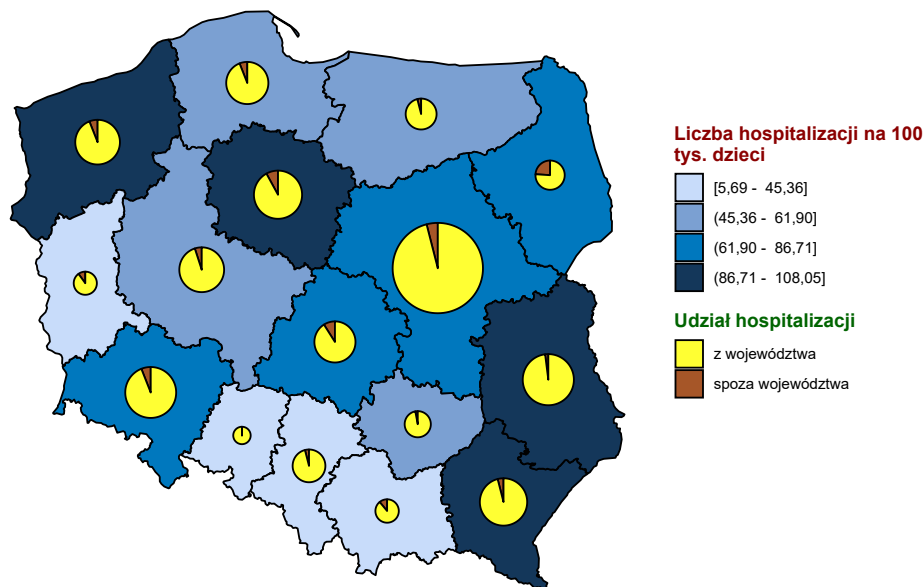 Liczba hospitalizacji na 100
tys. dzieci
[5,69 - 45,36]
(45,36 - 61,90]
(61,90 - 86,71]
(86,71 - 108,05]
Udział hospitalizacji
z województwa
spoza województwa